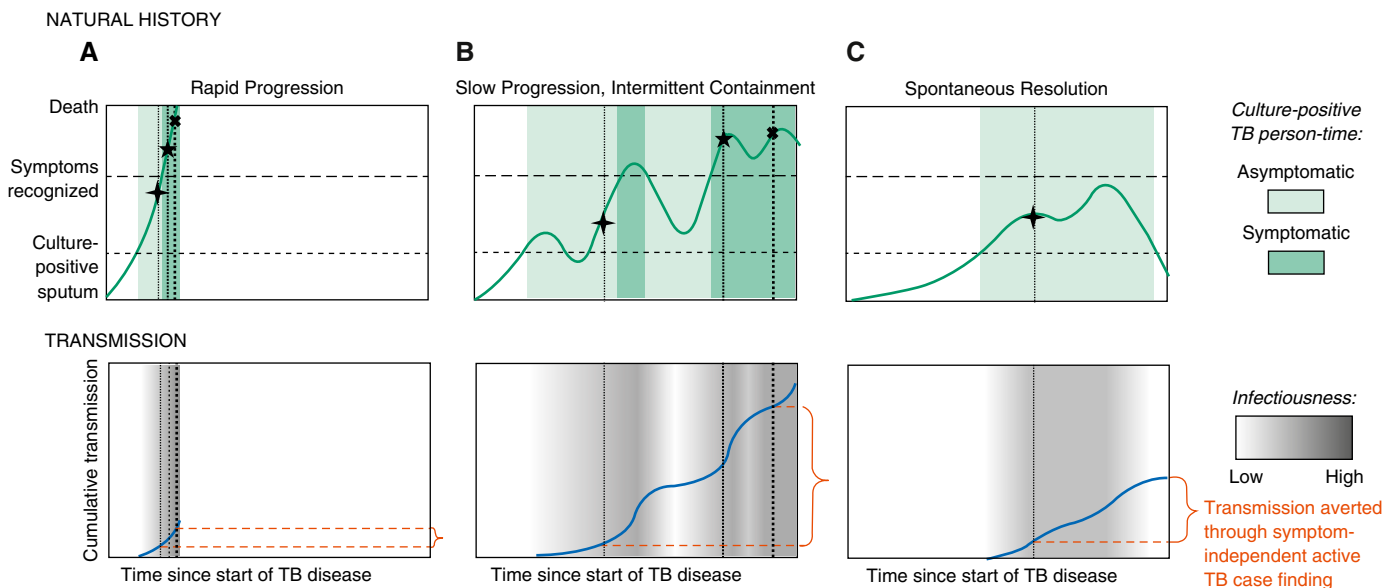 NATURAL HISTORY
A
B
C
Rapid Progression
Slow Progression, Intermittent Containment
Spontaneous Resolution
Death
Symptoms
recognized
Culture-
positive
sputum
Culture-positive
TB person-time:
Asymptomatic
Symptomatic
TRANSMISSION
Cumulative transmission
Time since start of TB disease
Time since start of TB disease
Time since start of TB disease
Infectiousness:
Low High
Transmission averted
through symptom-
independent active
TB case finding